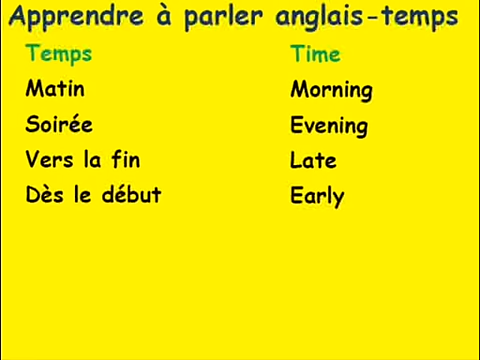 Apprendre à parler anglais-temps
Temps Time
Matin Morning
Soirée Evening
Vers la fin Late
Dès le début Early